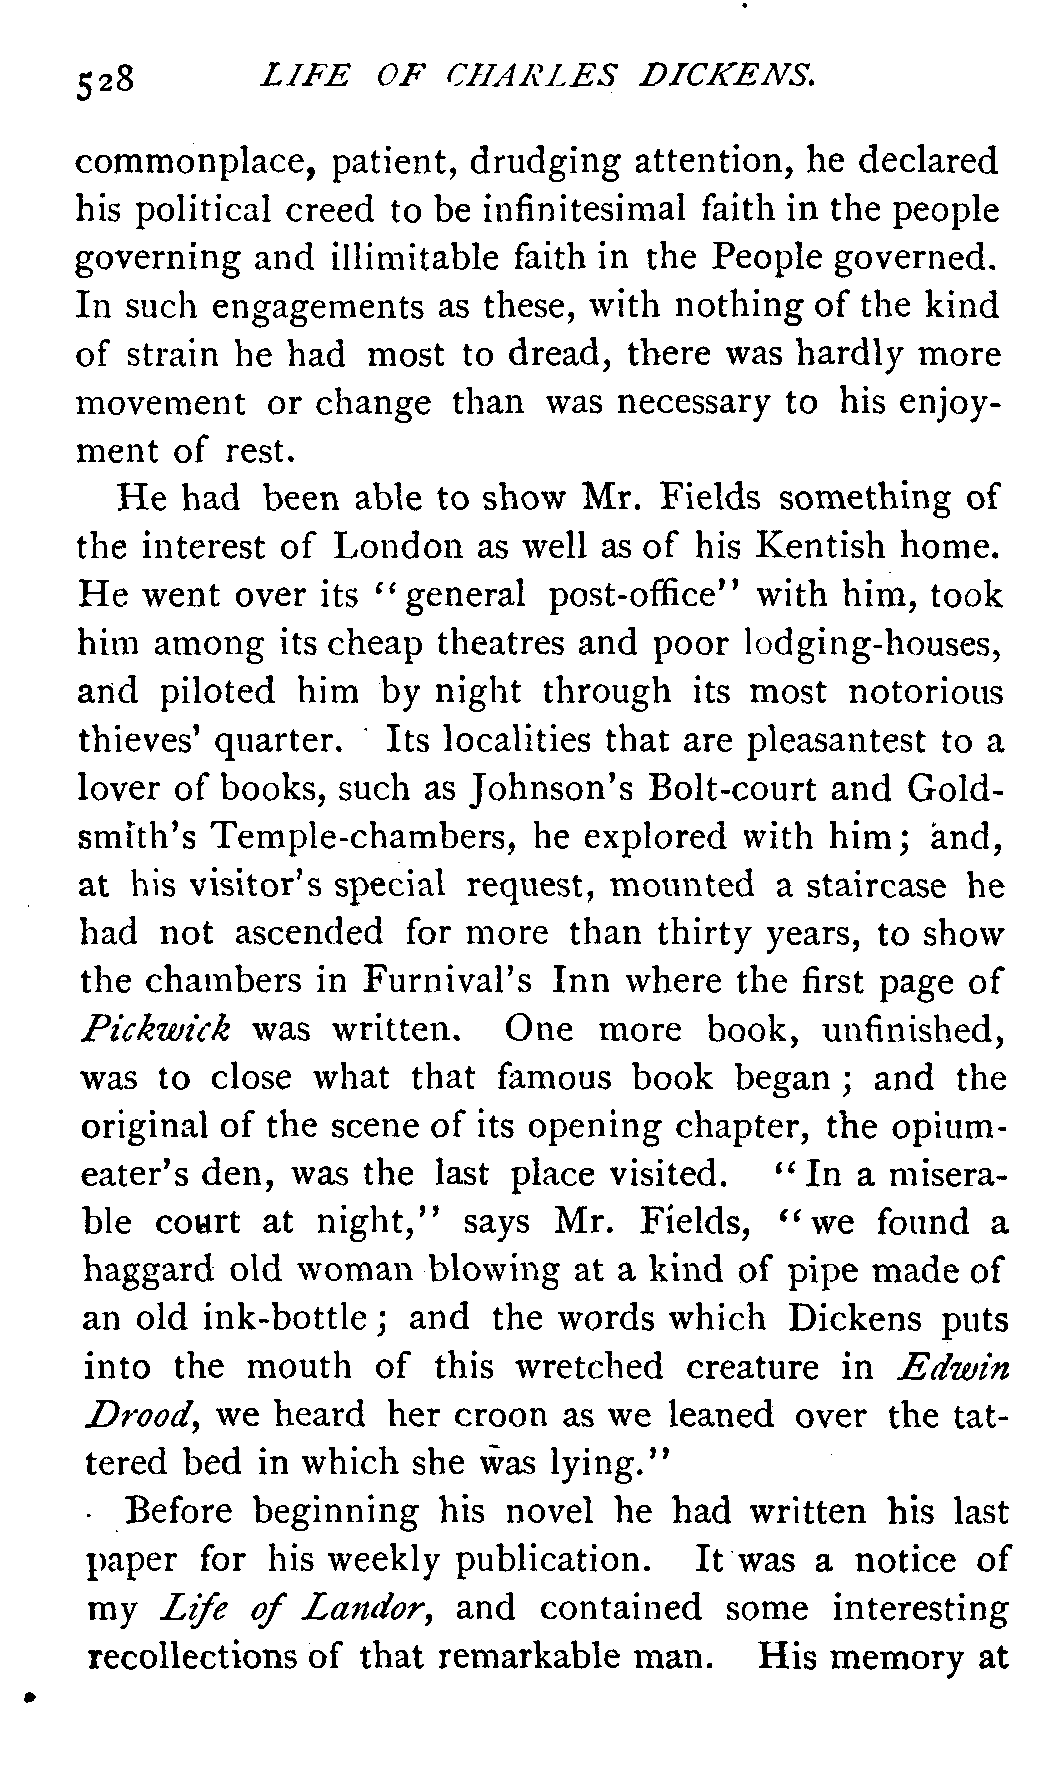 528 LIFE OF CHARLES DICKENS.
commonplace, patient, drudging attention, he declared
his political creed to be infinitesimal faith in the people
governing and illimitable faith in the People governed.
In such engagements as these, with nothing of the kind
of strain he had most to dread, there was hardly more
movement or change than was necessary to his enjoy-
ment of rest.
He had been able to show Mr. Fields something of
the interest of London as well as of his Kentish home.
He went over its "general post-office" with him, took
him among its cheap theatres and poor lodging-houses,
and piloted him by night through its most notorious
thieves' quarter. Its localities that are pleasantest to a
lover of books, such as Johnson's Bolt-court and Gold-
smith's Temple-chambers, he explored with him; and,
at his visitor's special request, mounted a staircase he
had not ascended for more than thirty years, to show
the chambers in Furnival's Inn where the first page of
Pickwick was written. One more book, unfinished,
was to close what that famous book began; and the
original of the scene of its opening chapter, the opium-
eater's den, was the last place visited. "In a misera-
ble court at night," says Mr. Fields, "we found a
haggard old woman blowing at a kind of pipe made of
an old ink-bottle; and the words which Dickens puts
into the mouth of this wretched creature in Edwin
Drood, we heard her croon as we leaned over the tat-
tered bed in which she was lying."
Before beginning his novel he had written his last
paper for his weekly publication. It was a notice of
my Life of Landor, and contained some interesting
recollections of that remarkable man. His memory at